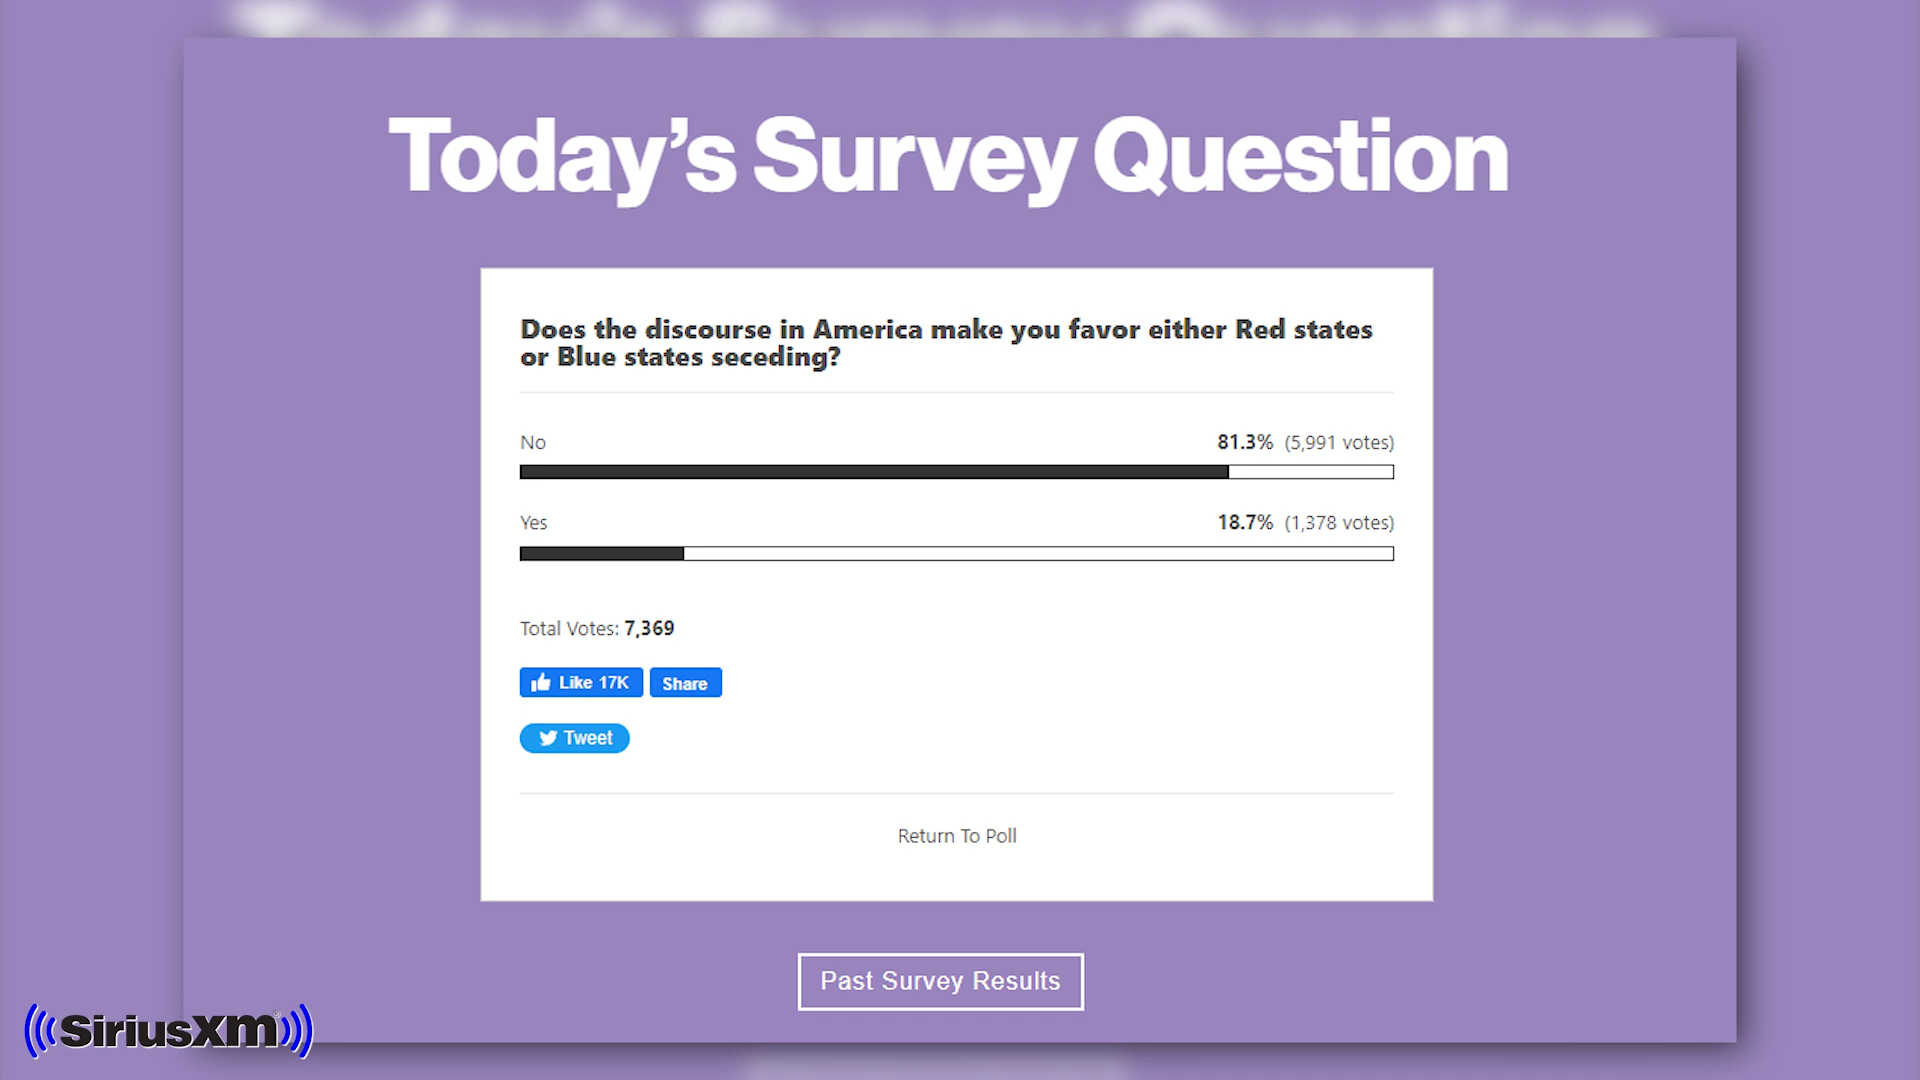 Today's Survey Question
Does the discourse in America make you favor either Red states
or Blue states seceding?
No 81.3% (5,991 votes)
Yes 18.7% (1,378 votes)
Total Votes: 7,369
Like 17K Share
Tweet
Return To Poll
Past Survey Results
SiriusXM